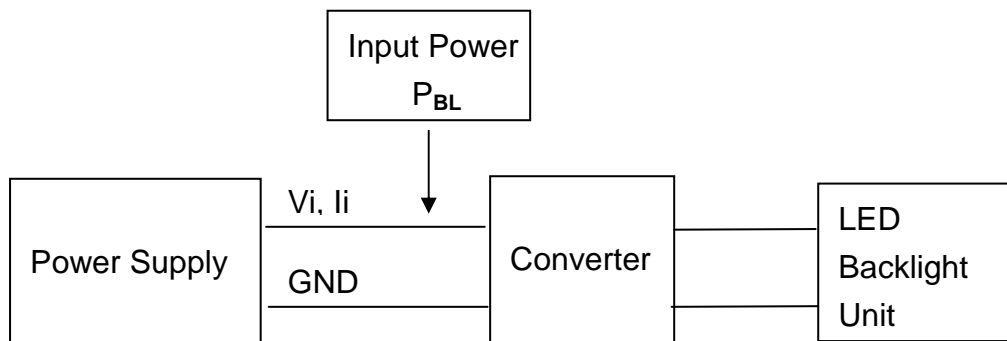 Input Power
P_BL
Vi, Ii
Power Supply
GND
Converter
LED
Backlight
Unit